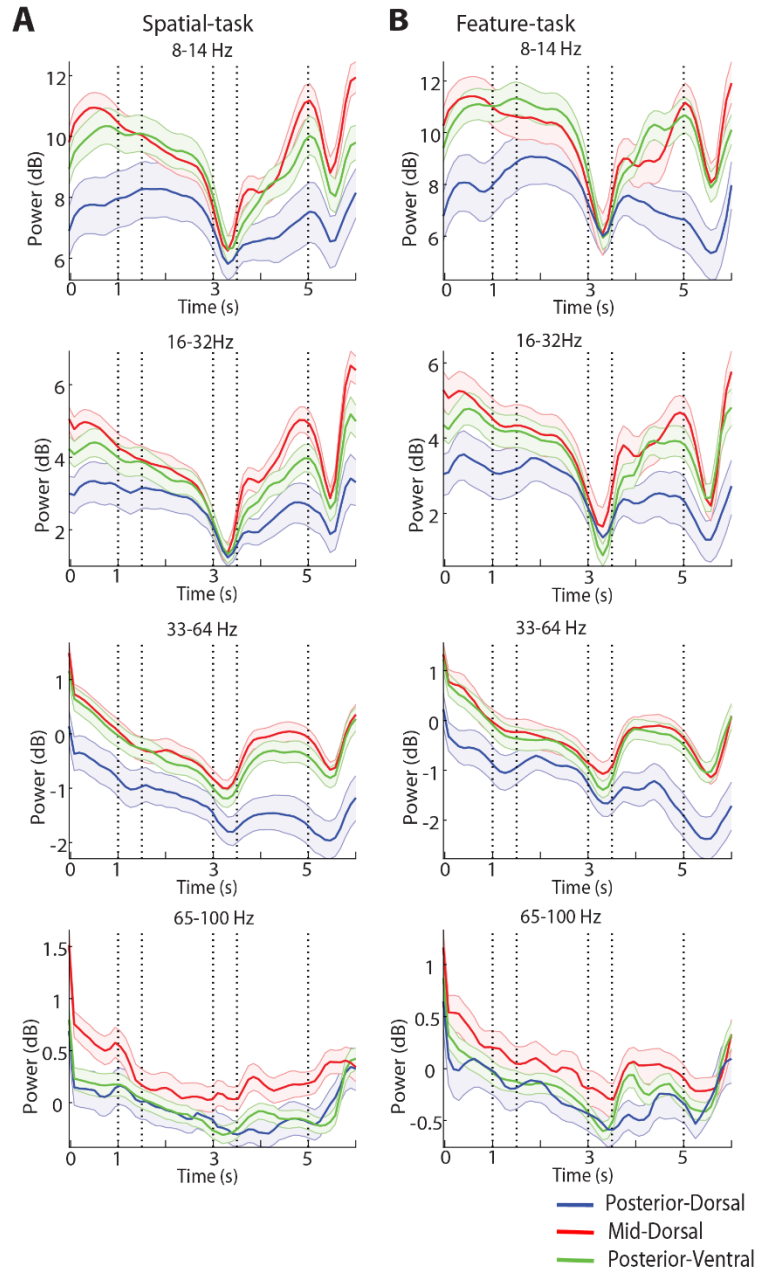 A
Spatial-task
8-14 Hz
12
10
8
6
Power (dB)
0
1
3
5
Time (s)
16-32Hz
6
4
2
Power (dB)
0
1
3
5
Time (s)
33-64 Hz
1
0
-1
-2
Power (dB)
0
1
3
5
Time (s)
65-100 Hz
1.5
1
0.5
0
Power (dB)
0
1
3
5
Time (s)
B
Feature-task
8-14 Hz
12
10
8
6
Power (dB)
0
1
3
5
Time (s)
16-32Hz
6
4
2
Power (dB)
0
1
3
5
Time (s)
33-64 Hz
1
0
-1
-2
Power (dB)
0
1
3
5
Time (s)
65-100 Hz
1
0.5
0
-0.5
Power (dB)
0
1
3
5
Time (s)
Posterior-Dorsal
Mid-Dorsal
Posterior-Ventral